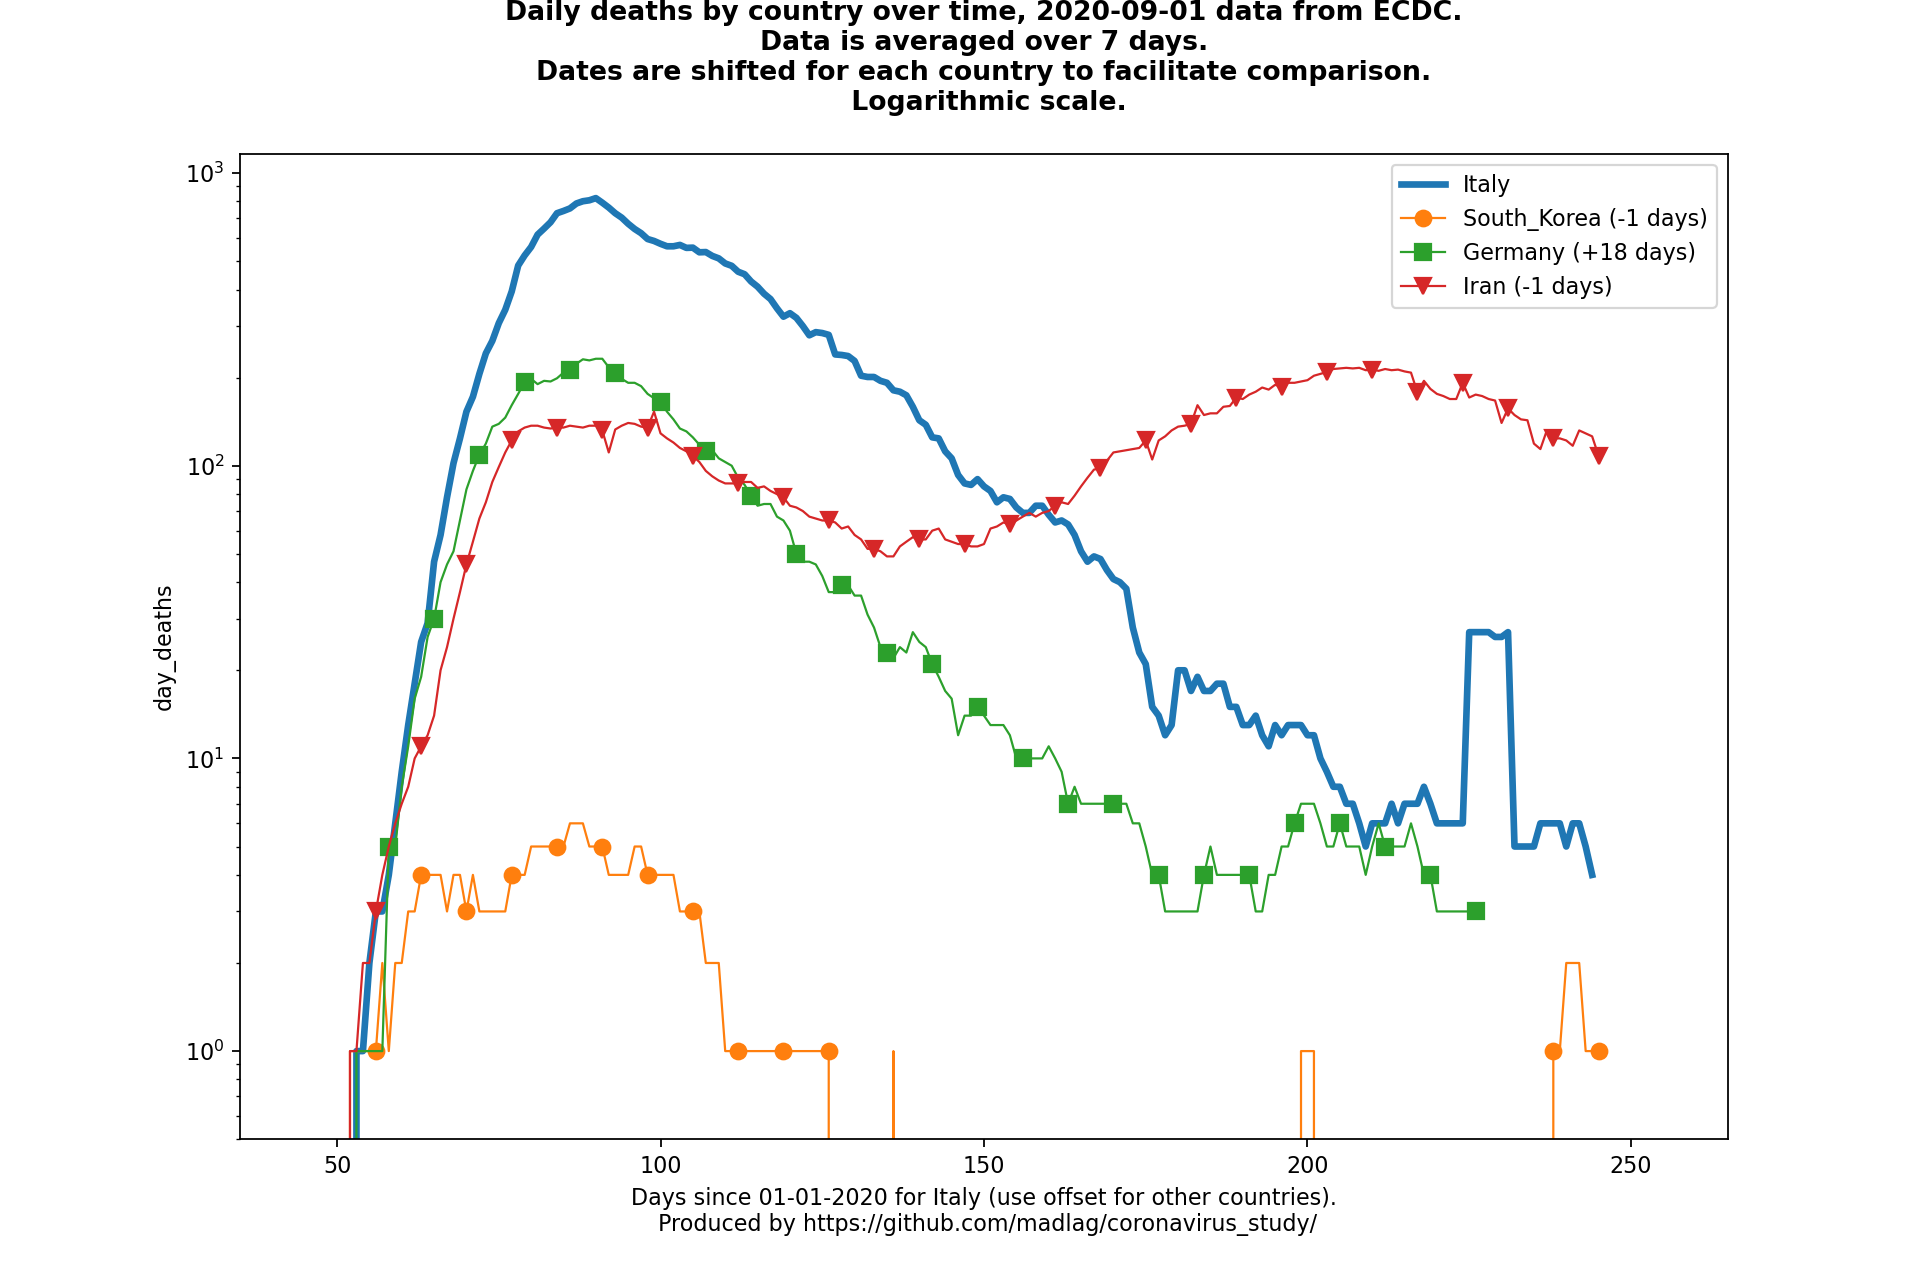 Daily deaths by country over time, 2020-09-01 data from ECDC.
Data is averaged over 7 days.
Dates are shifted for each country to facilitate comparison.
Logarithmic scale.
10³
10²
10¹
10⁰
day_deaths
Italy
South_Korea (-1 days)
Germany (+18 days)
Iran (-1 days)
50
100
150
200
250
Days since 01-01-2020 for Italy (use offset for other countries).
Produced by https://github.com/madlag/coronavirus_study/